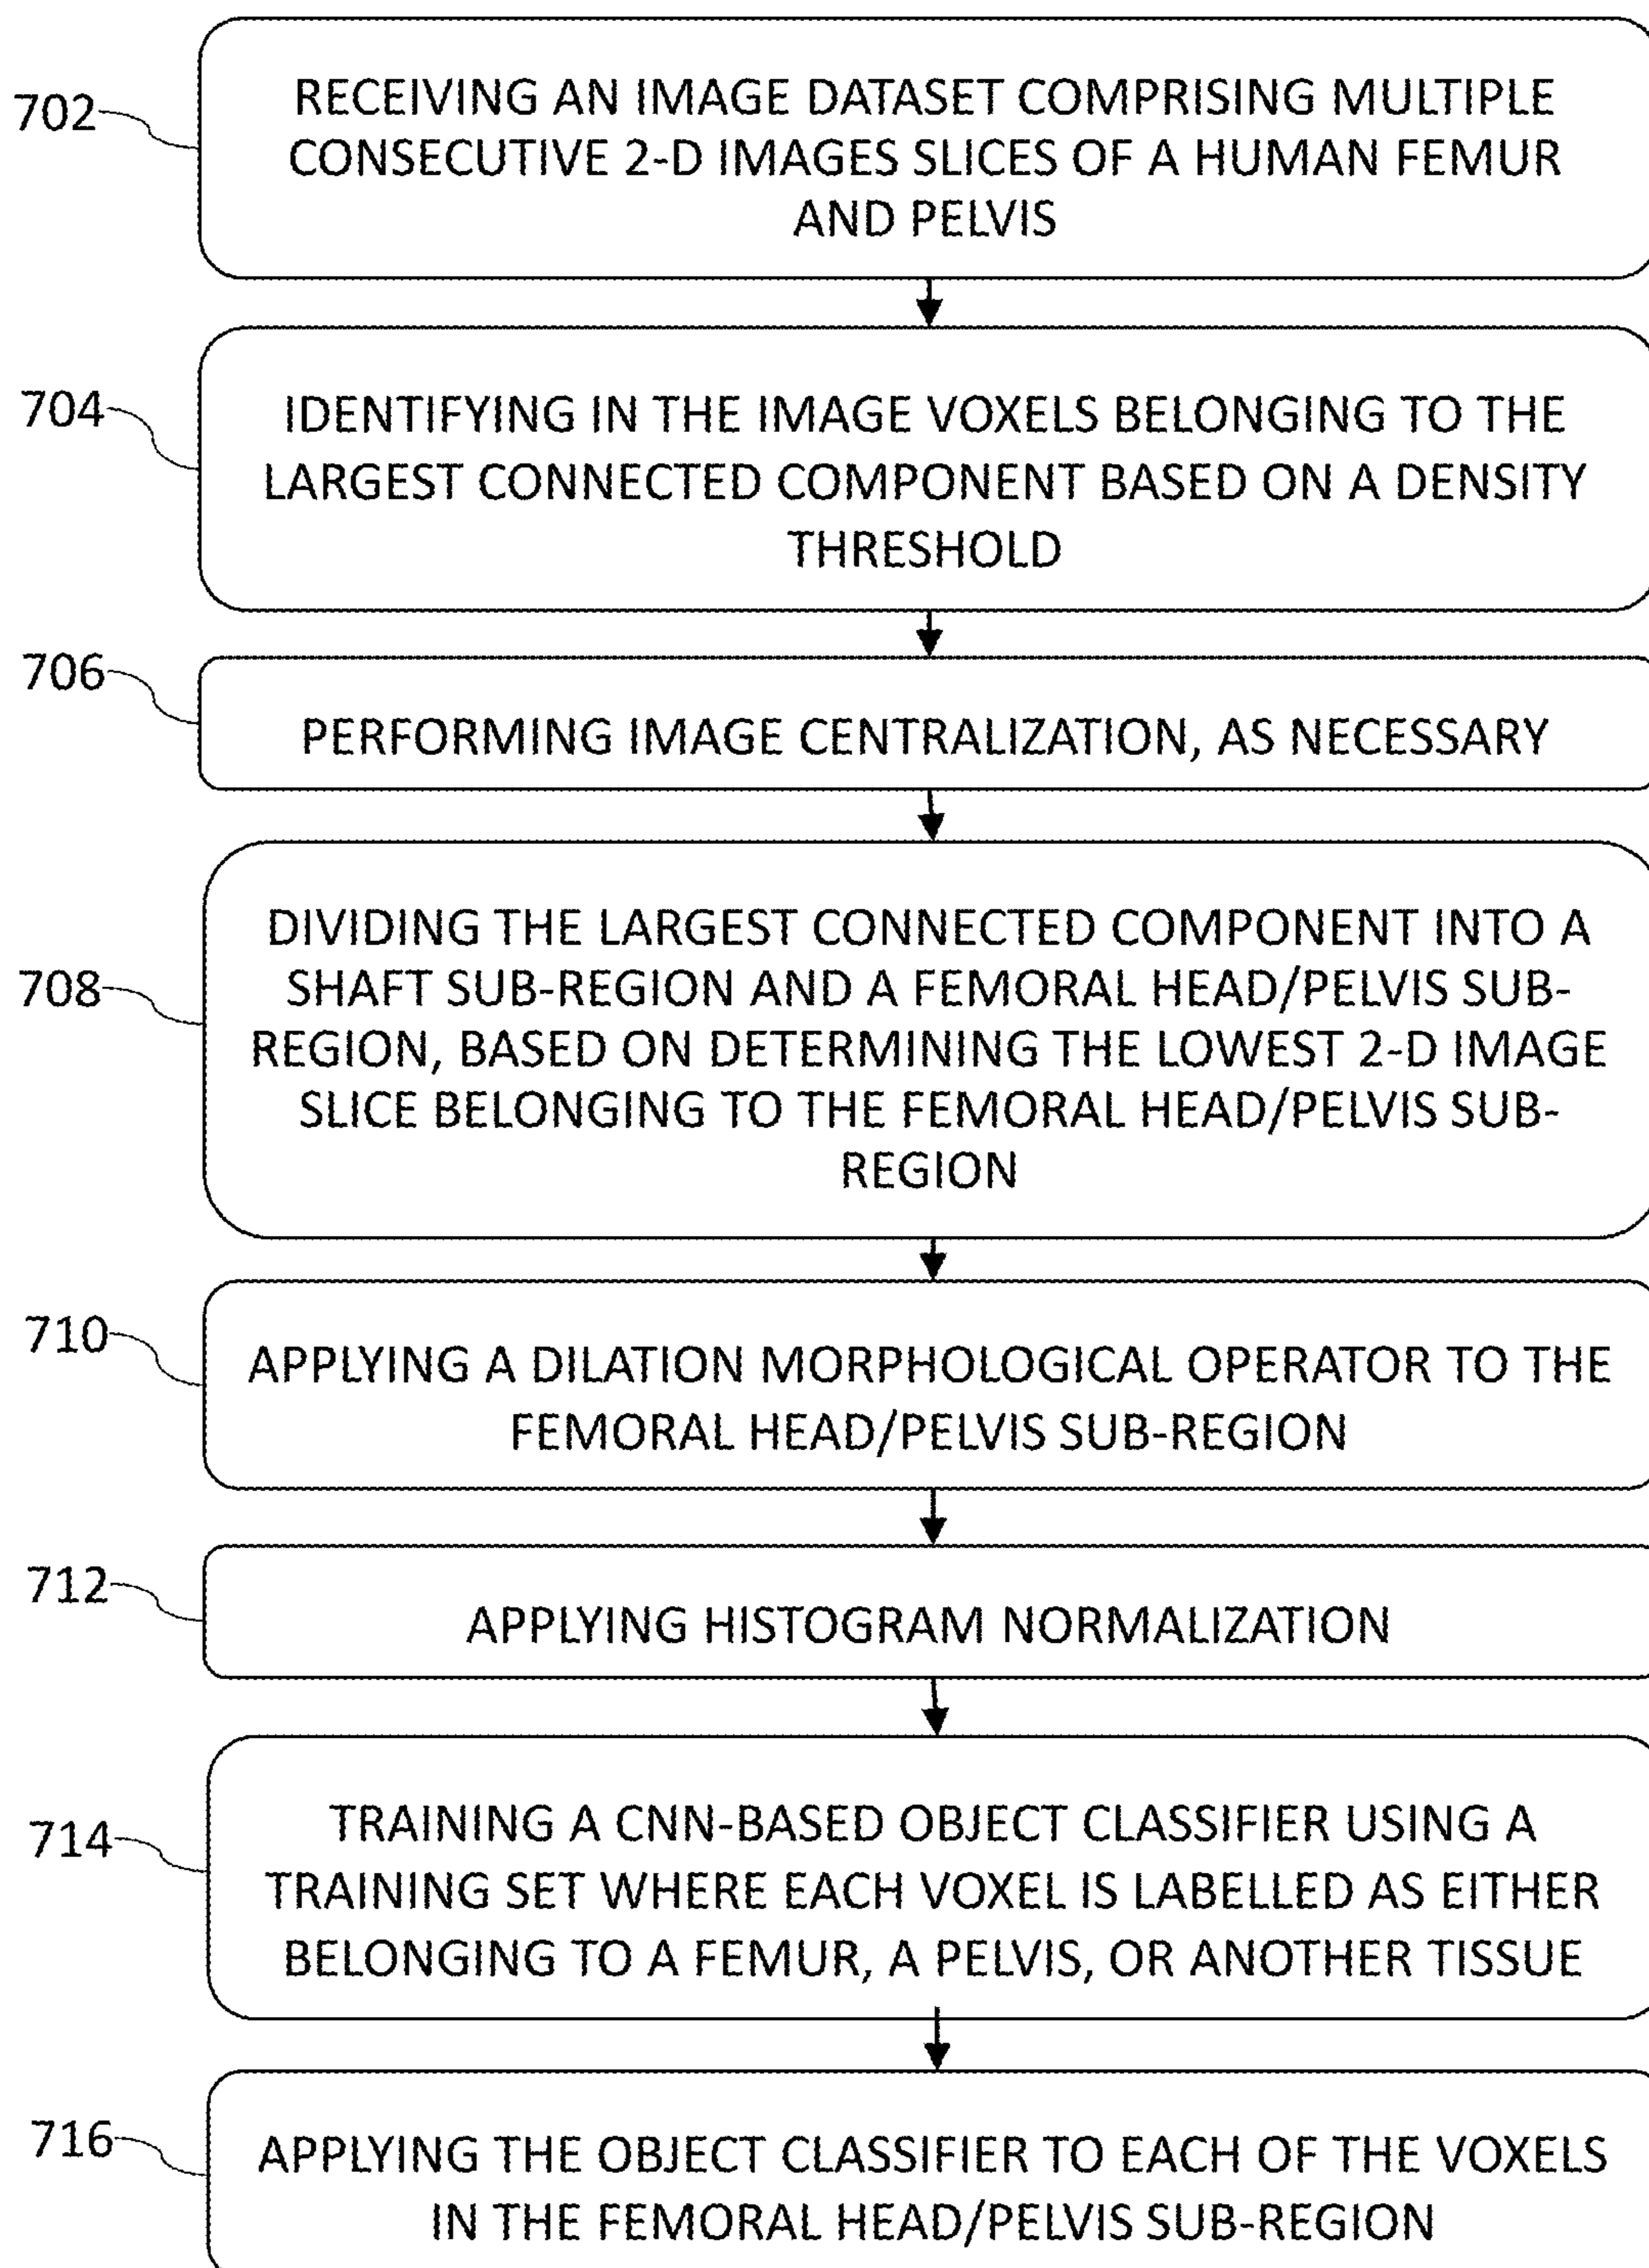 702
RECEIVING AN IMAGE DATASET COMPRISING MULTIPLE
CONSECUTIVE 2-D IMAGES SLICES OF A HUMAN FEMUR
AND PELVIS
704
IDENTIFYING IN THE IMAGE VOXELS BELONGING TO THE
LARGEST CONNECTED COMPONENT BASED ON A DENSITY
THRESHOLD
706
PERFORMING IMAGE CENTRALIZATION, AS NECESSARY
708
DIVIDING THE LARGEST CONNECTED COMPONENT INTO A
SHAFT SUB-REGION AND A FEMORAL HEAD/PELVIS SUB-
REGION, BASED ON DETERMINING THE LOWEST 2-D IMAGE
SLICE BELONGING TO THE FEMORAL HEAD/PELVIS SUB-
REGION
710
APPLYING A DILATION MORPHOLOGICAL OPERATOR TO THE
FEMORAL HEAD/PELVIS SUB-REGION
712
APPLYING HISTOGRAM NORMALIZATION
714
TRAINING A CNN-BASED OBJECT CLASSIFIER USING A
TRAINING SET WHERE EACH VOXEL IS LABELLED AS EITHER
BELONGING TO A FEMUR, A PELVIS, OR ANOTHER TISSUE
716
APPLYING THE OBJECT CLASSIFIER TO EACH OF THE VOXELS
IN THE FEMORAL HEAD/PELVIS SUB-REGION